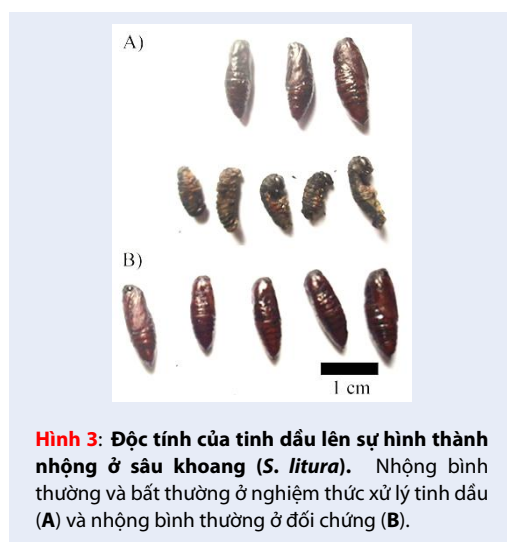 A)
B)
1 cm
Hình 3: Độc tính của tinh dầu lên sự hình thành
nhộng ở sâu khoang (S. litura). Nhộng bình
thường và bất thường ở nghiệm thức xử lý tinh dầu
(A) và nhộng bình thường ở đối chứng (B).